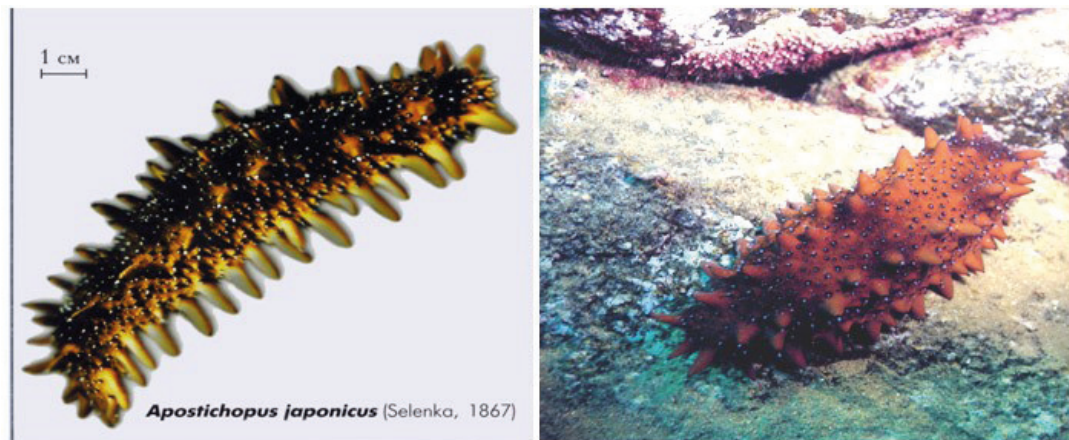 1 см
Apostichopus japonicus (Selenka, 1867)